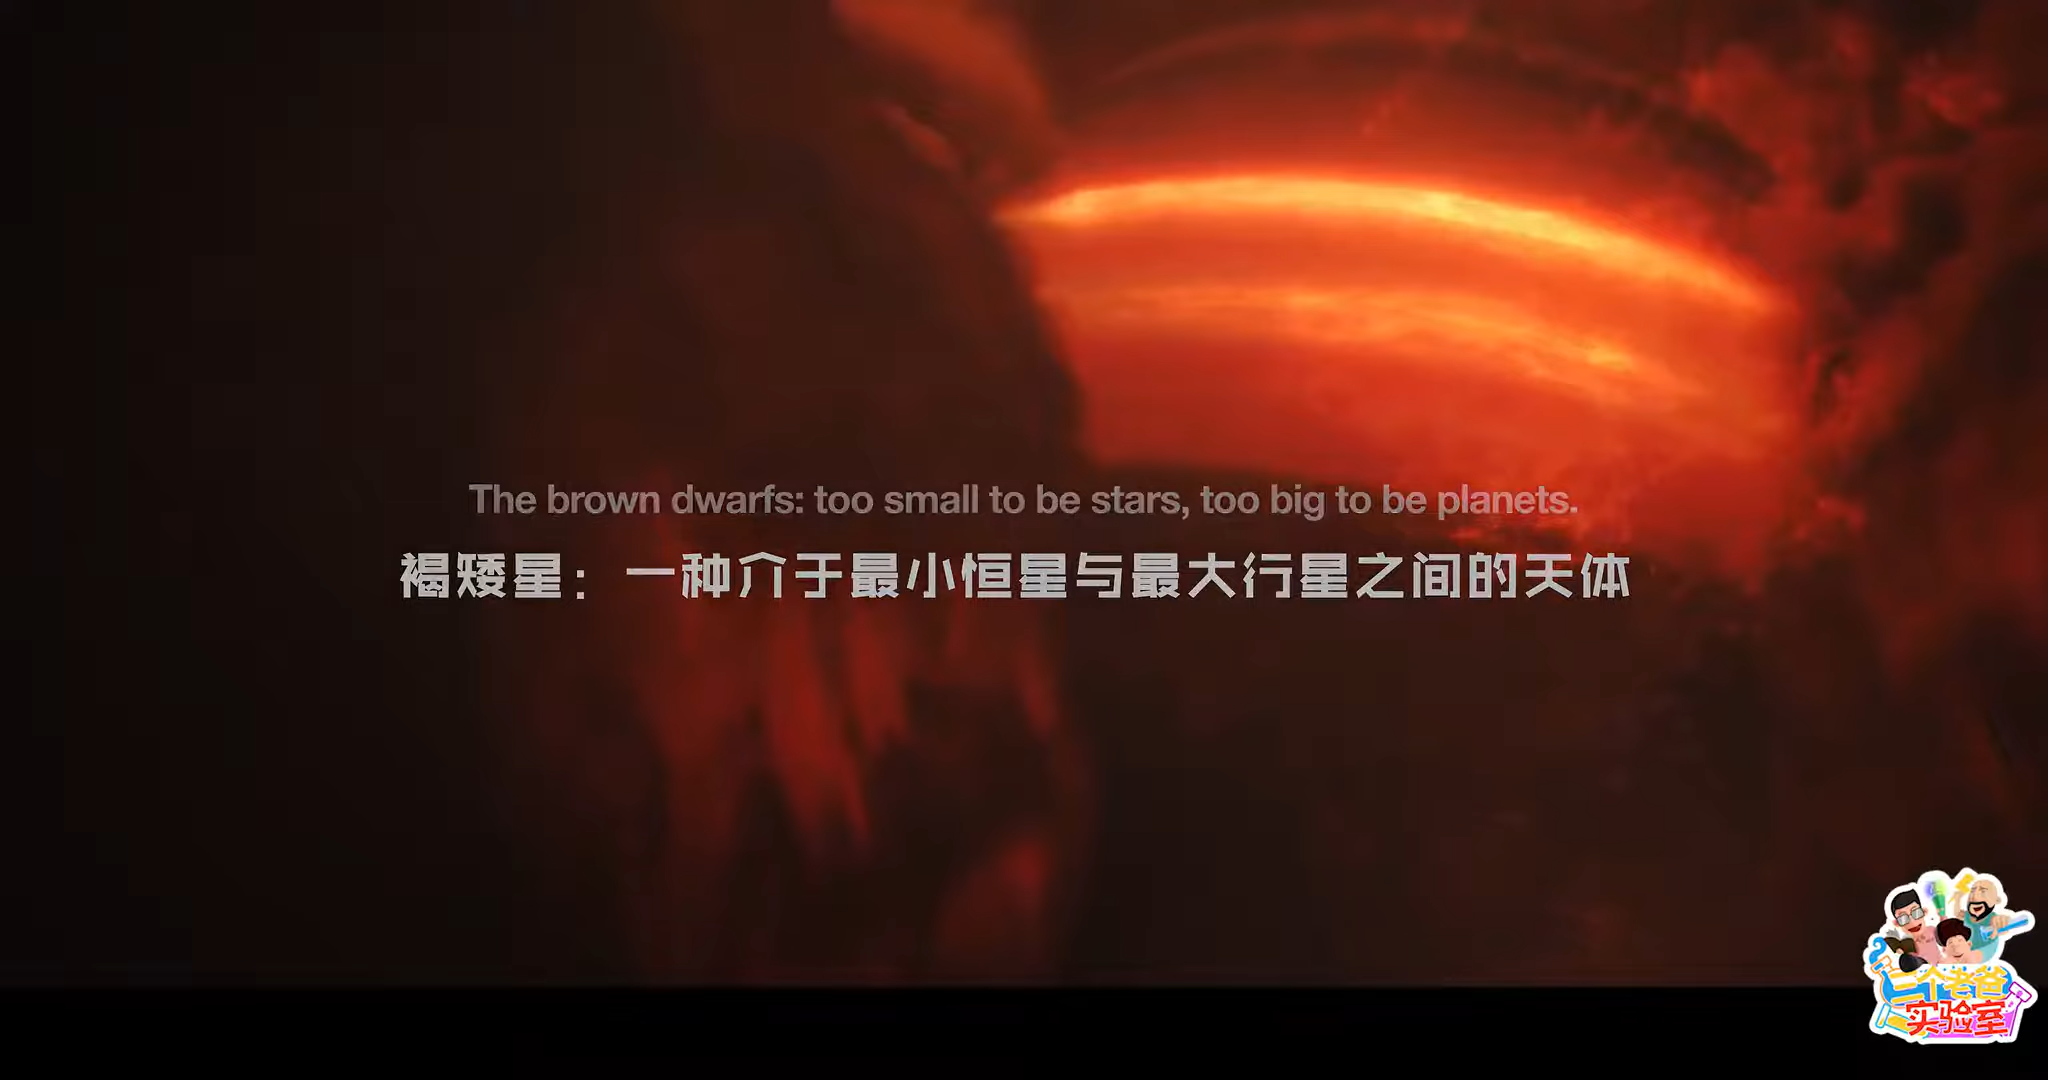 The brown dwarfs: too small to be stars, too big to be planets.
褐矮星：一种介于最小恒星与最大行星之间的天体
三个老爸
实验室